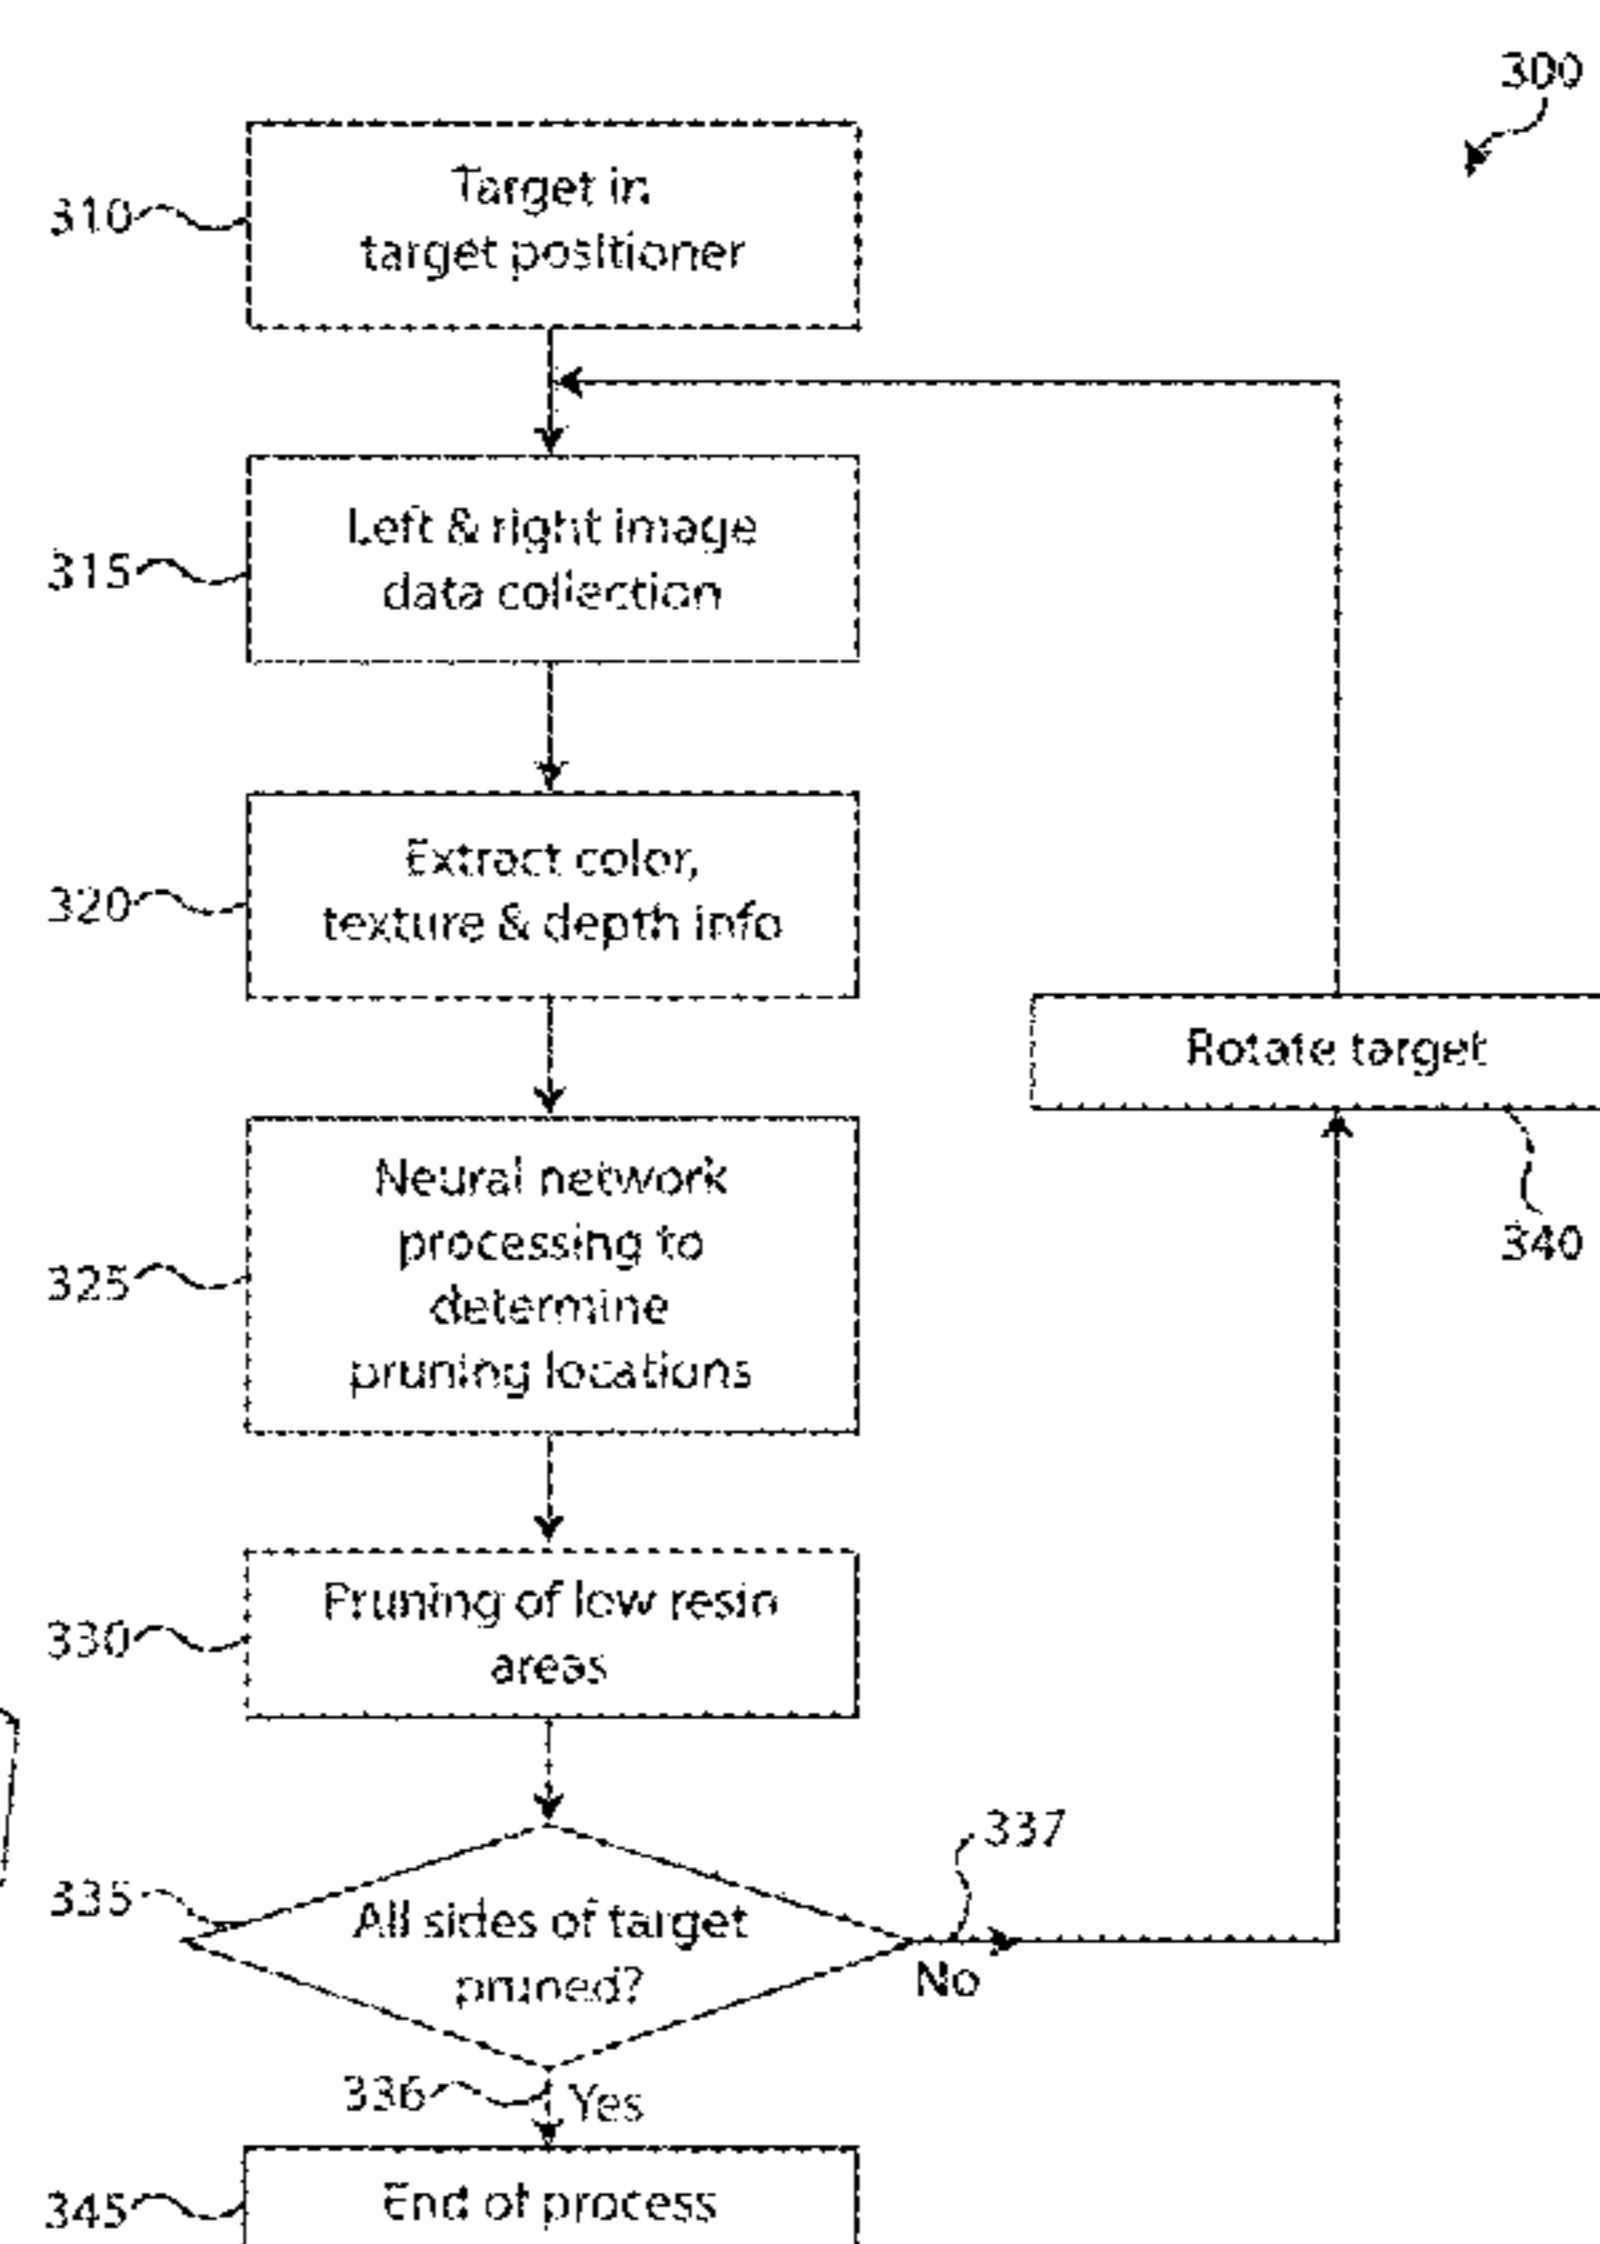 300
310
Target in
target positioner
315
Left & right image
data collection
320
Extract color,
texture & depth info
Rotate target
340
325
Neural network
processing to
determine
pruning locations
330
Pruning of low resin
areas
337
335
All sides of target
pruned?
No
336
Yes
345
End of process